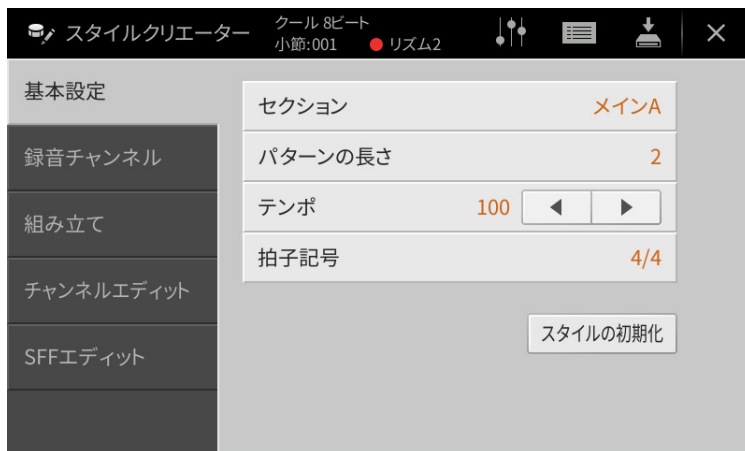 スタイルクリエーター
クール 8ビート
小節:001 リズム2
基本設定
録音チャンネル
組み立て
チャンネルエディット
SFFエディット
セクション メインA
パターンの長さ 2
テンポ 100
拍子記号 4/4
スタイルの初期化